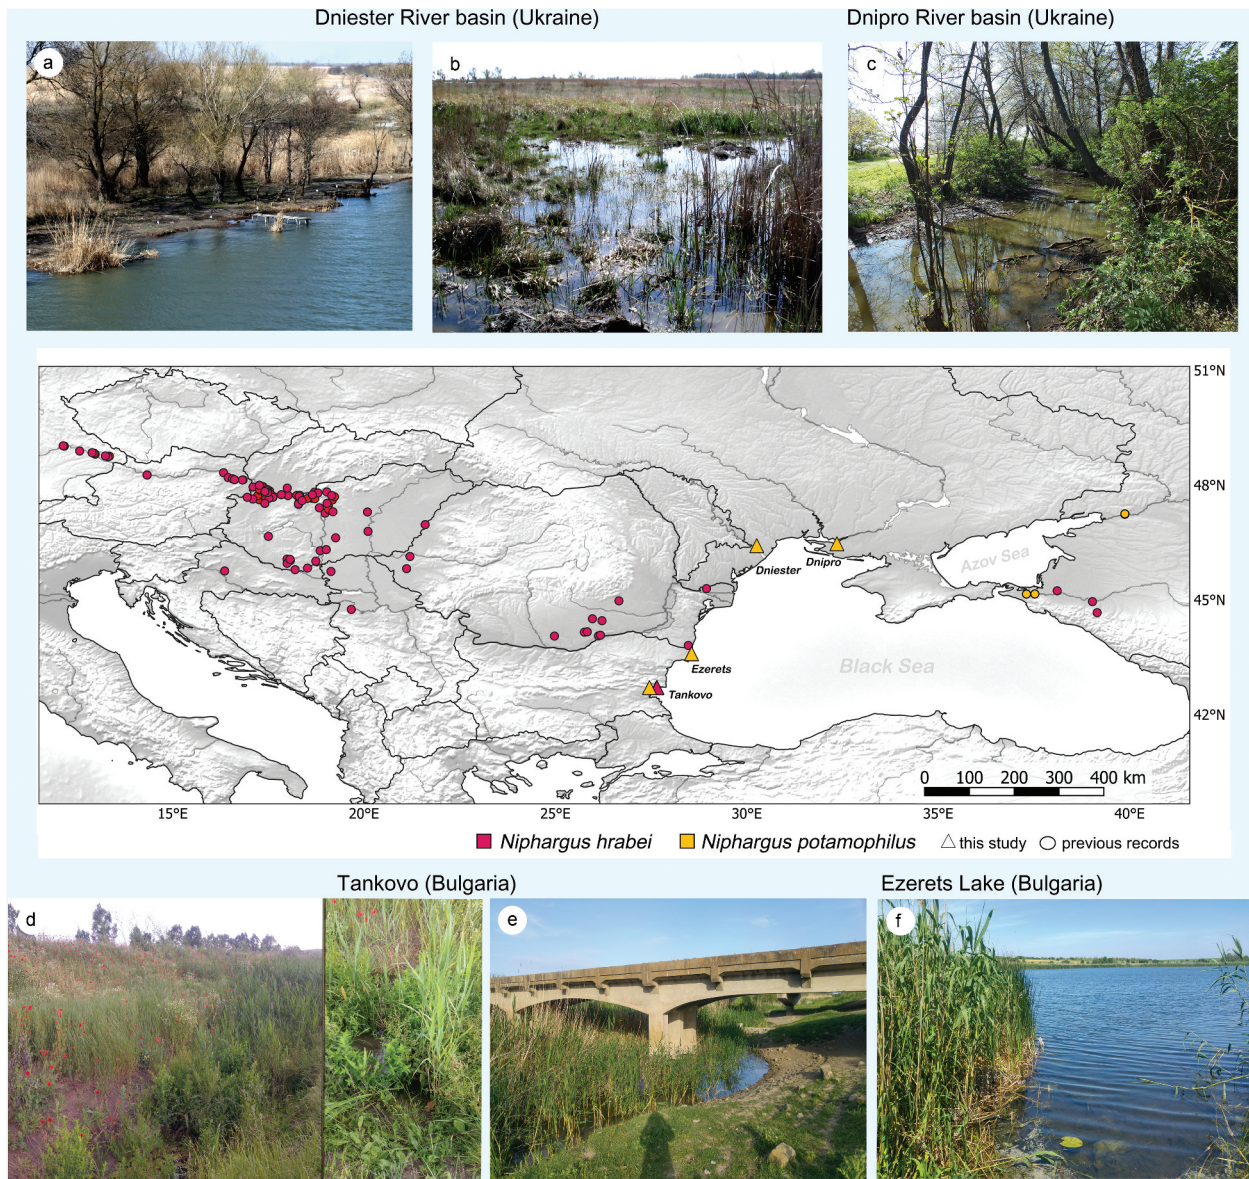 Dniester River basin (Ukraine)
Dnipro River basin (Ukraine)
a
b
c
51°N
48°N
45°N
42°N
Azov Sea
Dniester
Dnipro
Ezerets
Black Sea
Tankovo
0 100 200 300 400 km
15°E 20°E 25°E 30°E 35°E 40°E
Niphargus hrabei Niphargus potamophilus this study previous records
Tankovo (Bulgaria)
Ezerets Lake (Bulgaria)
d
e
f